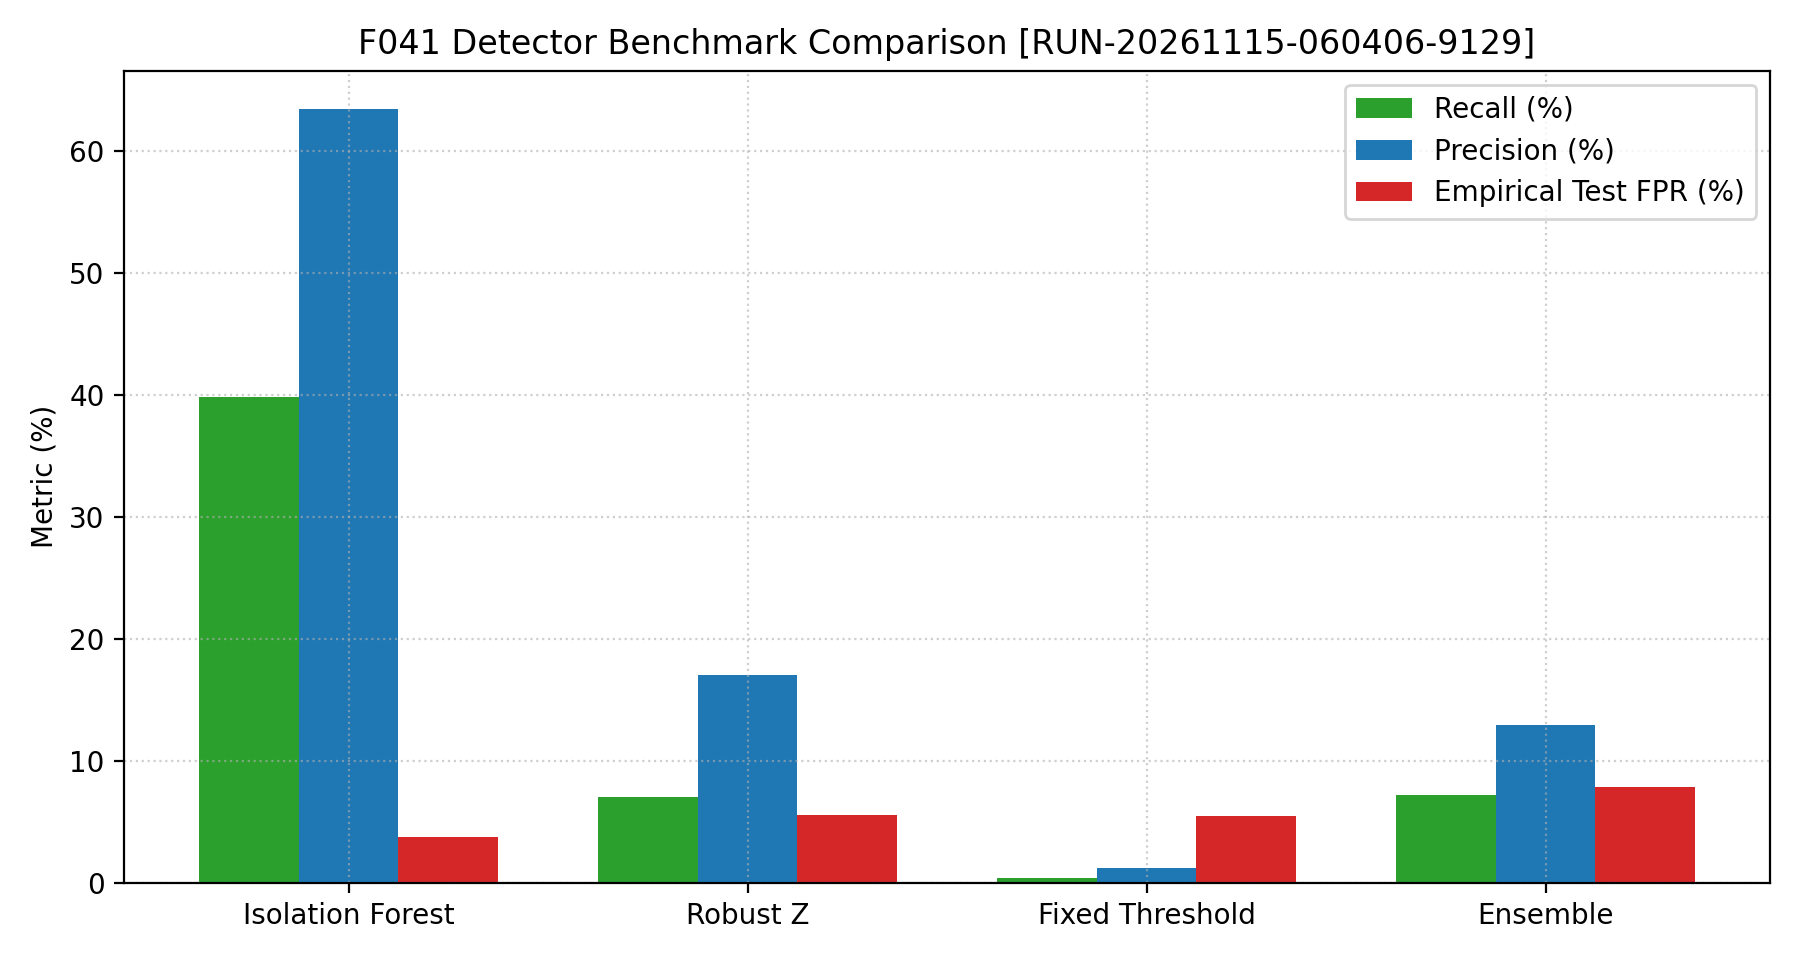 F041 Detector Benchmark Comparison [RUN-20261115-060406-9129]
Recall (%)
Precision (%)
Empirical Test FPR (%)
Metric (%)
60
50
40
30
20
10
0
Isolation Forest
Robust Z
Fixed Threshold
Ensemble